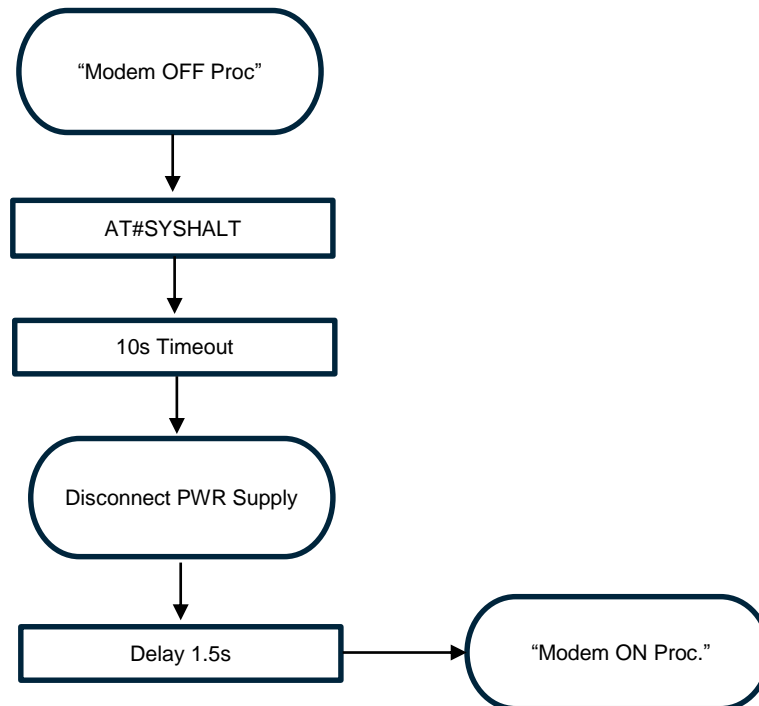 “Modem OFF Proc”
AT#SYSHALT
10s Timeout
Disconnect PWR Supply
Delay 1.5s
“Modem ON Proc.”